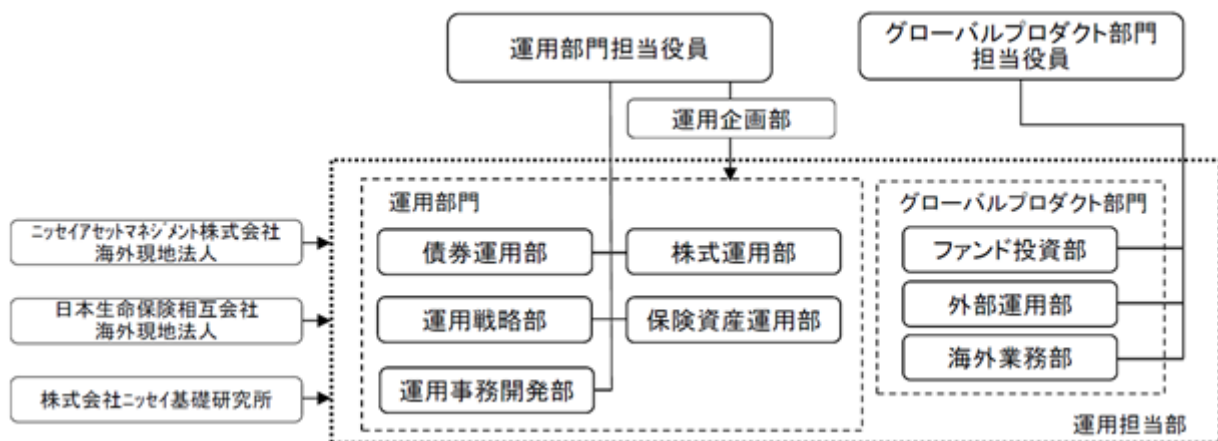 運用部門担当役員
グローバルプロダクト部門
担当役員
運用企画部
運用部門
債券運用部
株式運用部
運用戦略部
保険資産運用部
運用事務開発部
グローバルプロダクト部門
ファンド投資部
外部運用部
海外業務部
運用担当部
ニッセイアセットマネジメント株式会社
海外現地法人
日本生命保険相互会社
海外現地法人
株式会社ニッセイ基礎研究所